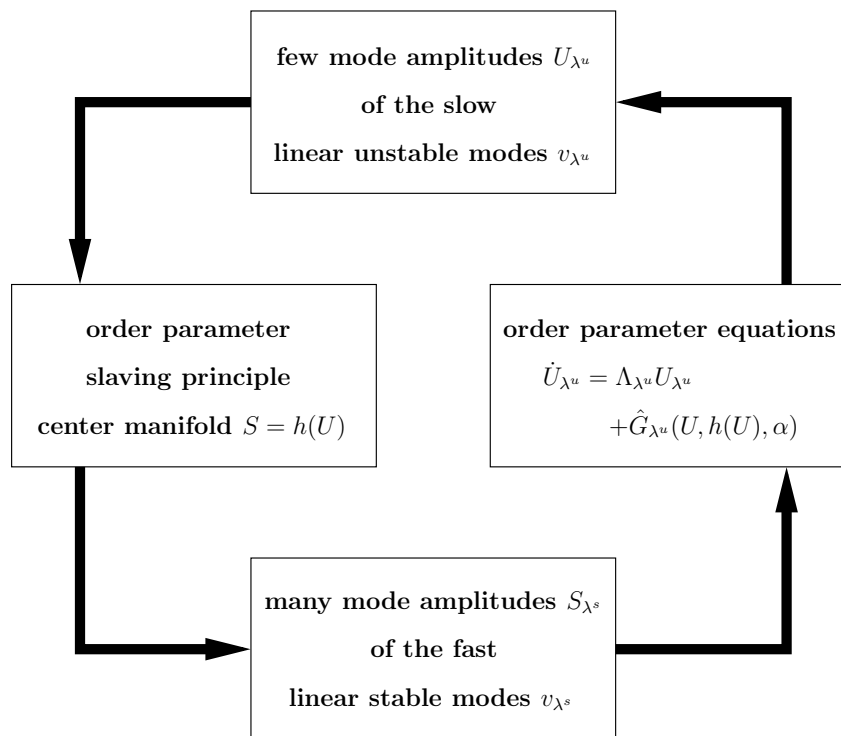 few mode amplitudes $U_{\lambda^u}$
of the slow
linear unstable modes $v_{\lambda^u}$
order parameter
slaving principle
center manifold $S = h(U)$
order parameter equations
$\dot{U}_{\lambda^u} = \Lambda_{\lambda^u} U_{\lambda^u}$
$+\hat{G}_{\lambda^u}(U, h(U), \alpha)$
many mode amplitudes $S_{\lambda^s}$
of the fast
linear stable modes $v_{\lambda^s}$